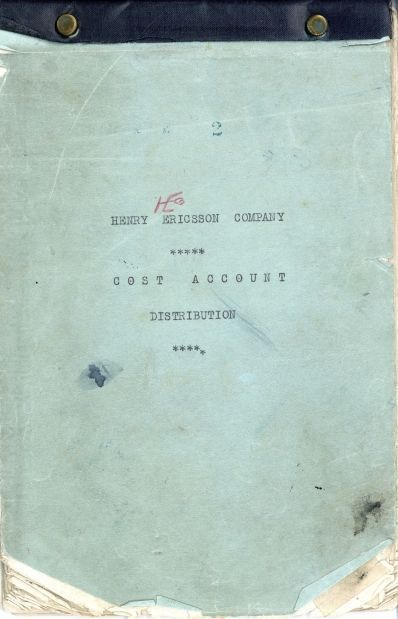 HENRY ERICSSON COMPANY
*****
COST ACCOUNT
DISTRIBUTION
*****